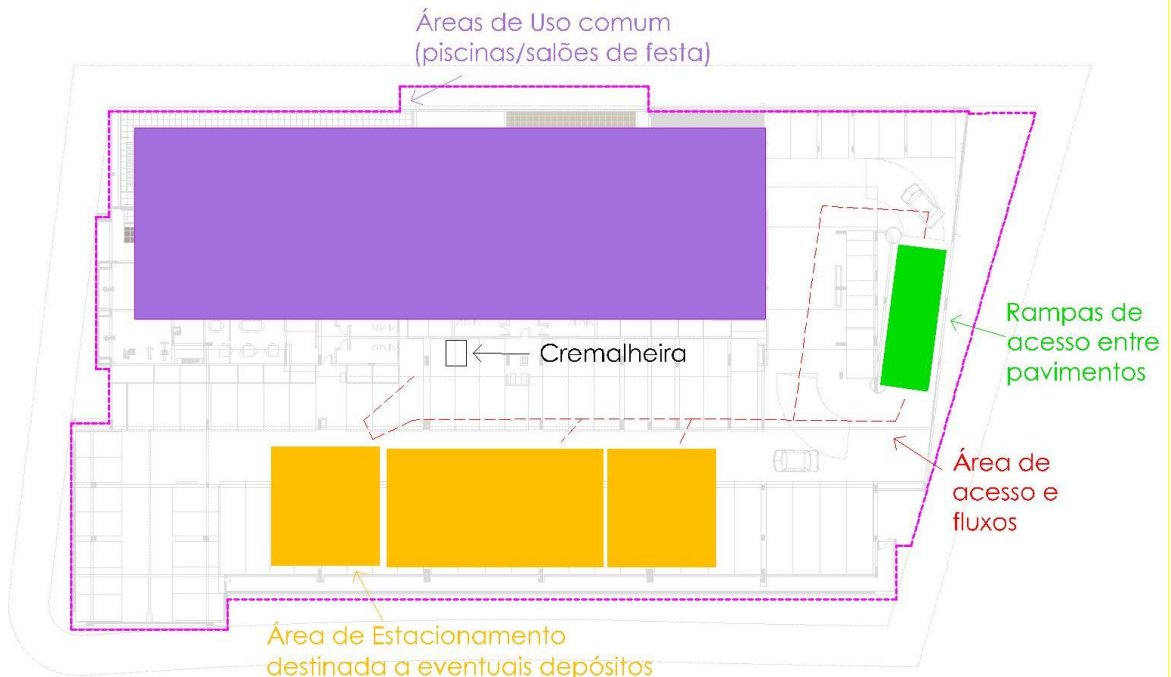 Áreas de Uso comum
(piscinas/salões de festa)
Rampas de
acesso entre
pavimentos
Cremalheira
Área de
acesso e
fluxos
Área de Estacionamento
destinada a eventuais depósitos